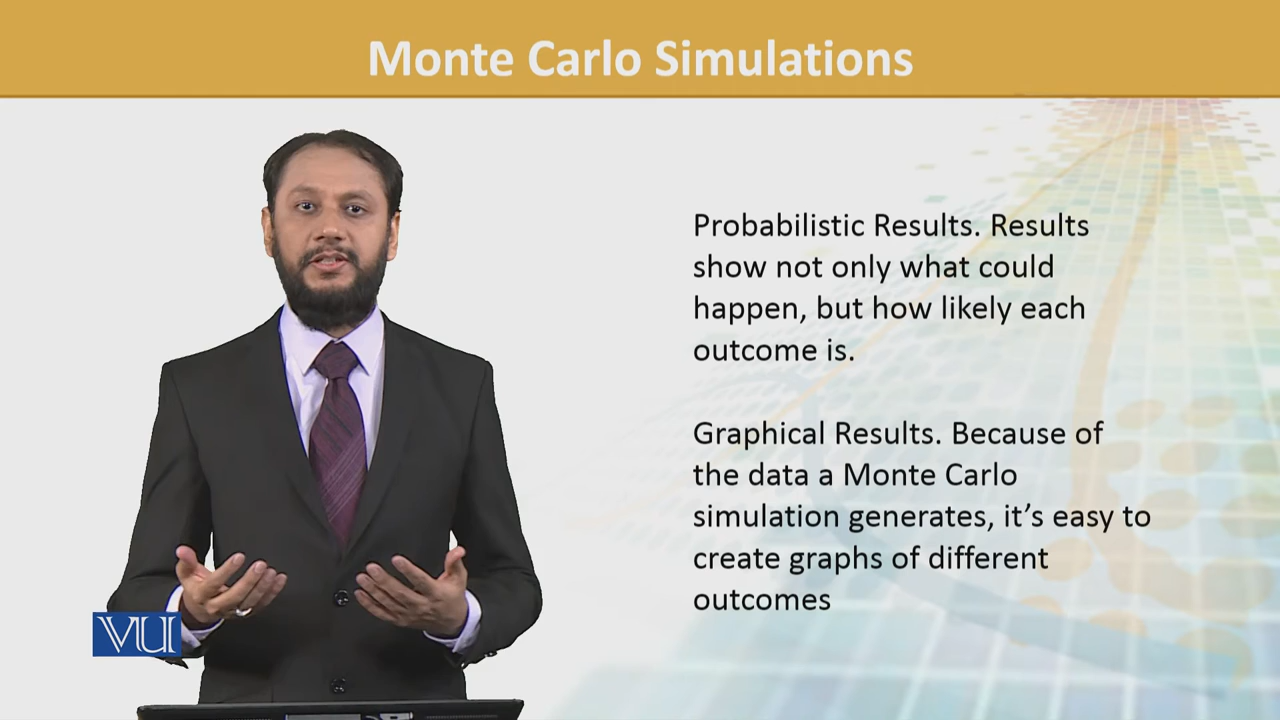 Monte Carlo Simulations
Probabilistic Results. Results
show not only what could
happen, but how likely each
outcome is.
Graphical Results. Because of
the data a Monte Carlo
simulation generates, it’s easy to
create graphs of different
outcomes
VU